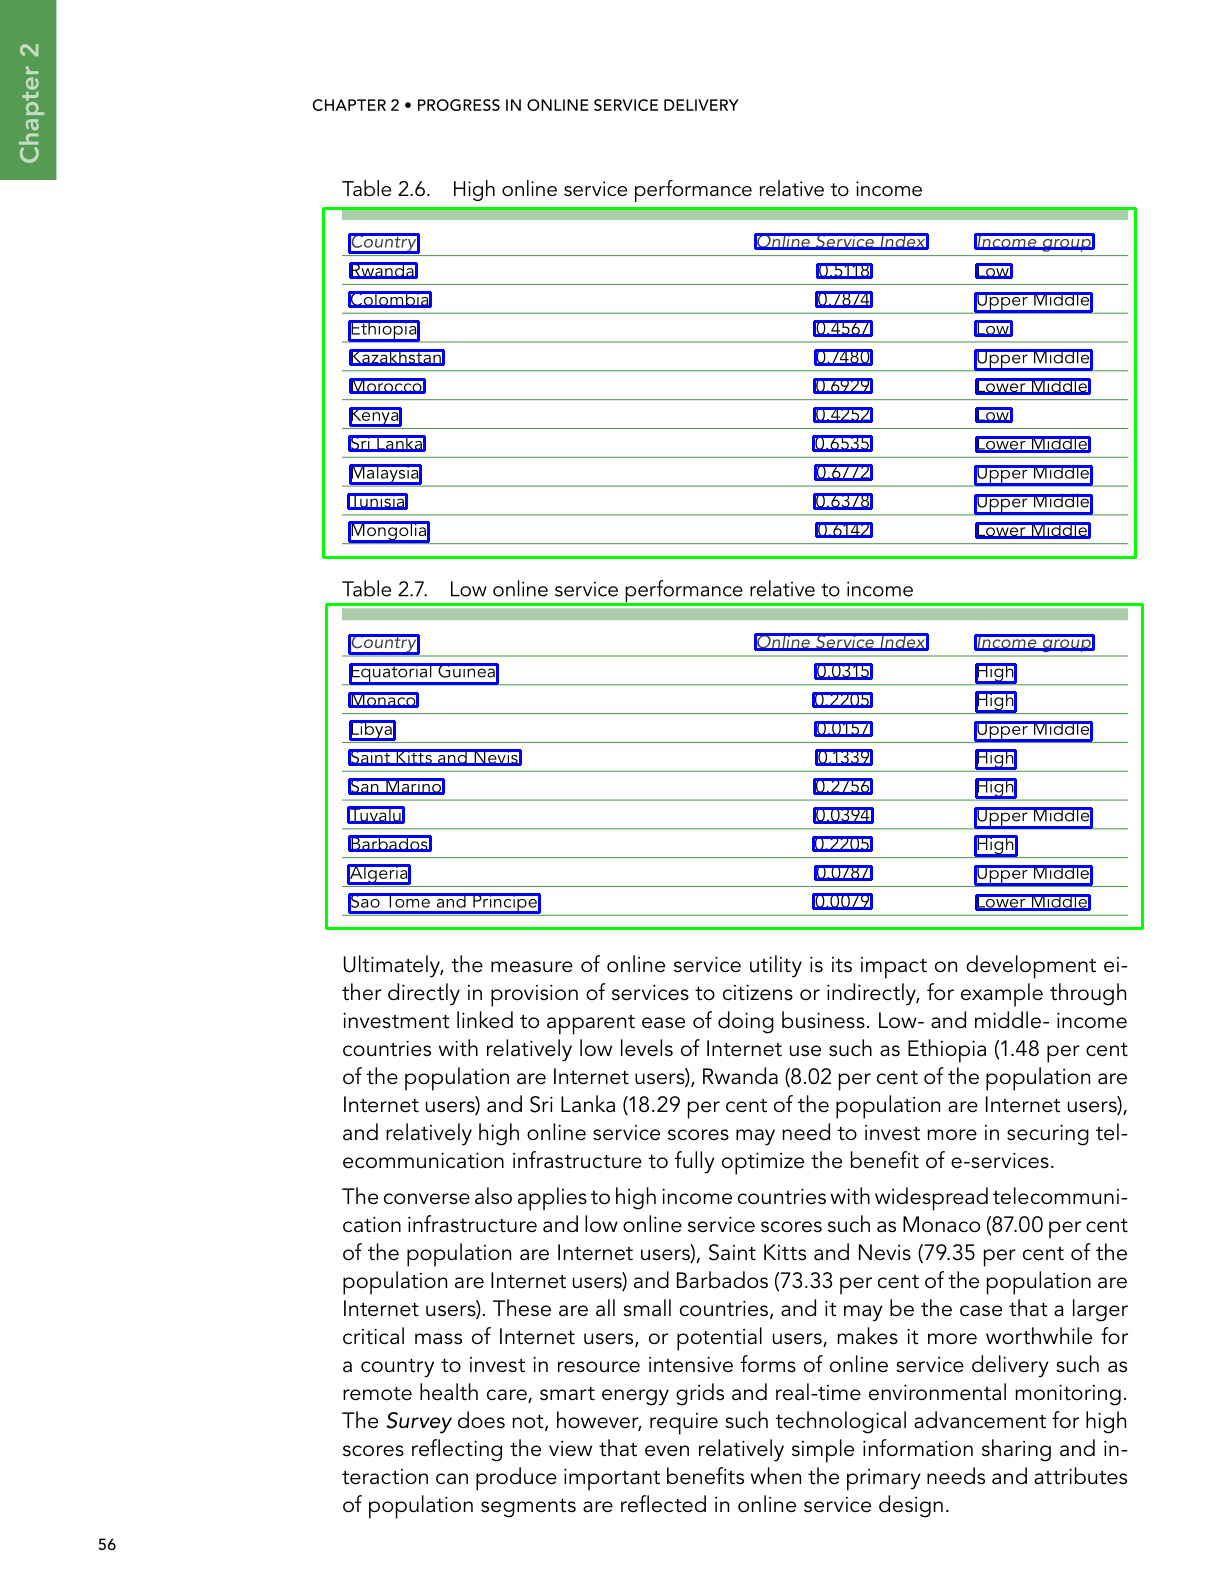 Chapter 2
CHAPTER 2 • PROGRESS IN ONLINE SERVICE DELIVERY
Table 2.6. High online service performance relative to income
Country Online Service Index Income group
Rwanda 0.5118 Low
Colombia 0.7874 Upper Middle
Ethiopia 0.4567 Low
Kazakhstan 0.7480 Upper Middle
Morocco 0.6929 Lower Middle
Kenya 0.4252 Low
Sri Lanka 0.6535 Lower Middle
Malaysia 0.6772 Upper Middle
Tunisia 0.6378 Upper Middle
Mongolia 0.6142 Lower Middle
Table 2.7. Low online service performance relative to income
Country Online Service Index Income group
Equatorial Guinea 0.0315 High
Monaco 0.2205 High
Libya 0.0157 Upper Middle
Saint Kitts and Nevis 0.1339 High
San Marino 0.2756 High
Tuvalu 0.0394 Upper Middle
Barbados 0.2205 High
Algeria 0.0787 Upper Middle
Sao Tome and Principe 0.0079 Lower Middle
Ultimately, the measure of online service utility is its impact on development ei-
ther directly in provision of services to citizens or indirectly, for example through
investment linked to apparent ease of doing business. Low- and middle- income
countries with relatively low levels of Internet use such as Ethiopia (1.48 per cent
of the population are Internet users), Rwanda (8.02 per cent of the population are
Internet users) and Sri Lanka (18.29 per cent of the population are Internet users),
and relatively high online service scores may need to invest more in securing tel-
ecommunication infrastructure to fully optimize the benefit of e-services.
The converse also applies to high income countries with widespread telecommuni-
cation infrastructure and low online service scores such as Monaco (87.00 per cent
of the population are Internet users), Saint Kitts and Nevis (79.35 per cent of the
population are Internet users) and Barbados (73.33 per cent of the population are
Internet users). These are all small countries, and it may be the case that a larger
critical mass of Internet users, or potential users, makes it more worthwhile for
a country to invest in resource intensive forms of online service delivery such as
remote health care, smart energy grids and real-time environmental monitoring.
The Survey does not, however, require such technological advancement for high
scores reflecting the view that even relatively simple information sharing and in-
teraction can produce important benefits when the primary needs and attributes
of population segments are reflected in online service design.
56